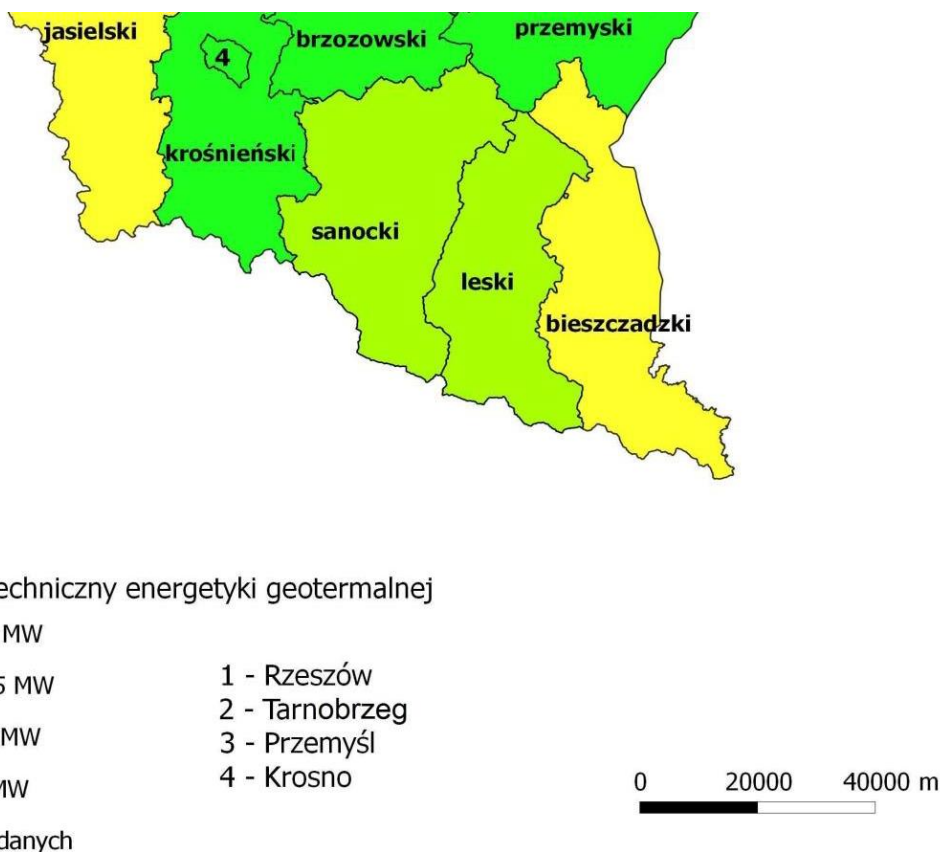 jasielski
4
brzozowski
przemyski
krośnieński
sanocki
leski
bieszczadzki
echniczny energetyki geotermalnej
MW
5 MW
MW
MW
danych
1 - Rzeszów
2 - Tarnobrzeg
3 - Przemyśl
4 - Krosno
0 20000 40000 m